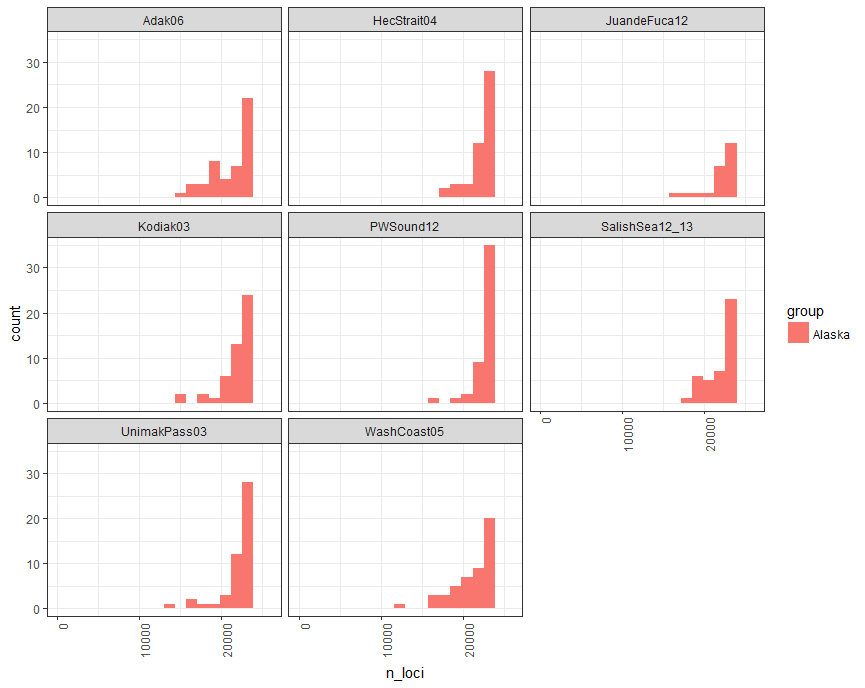 Adak06 HecStrait04 JuandeFuca12
30
20
10
0
Kodiak03 PWSound12 SalishSea12_13
30
20
10
0
count
group
Alaska
0 10000 20000
UnimakPass03 WashCoast05
30
20
10
0
0 10000 20000 0 10000 20000
n_loci